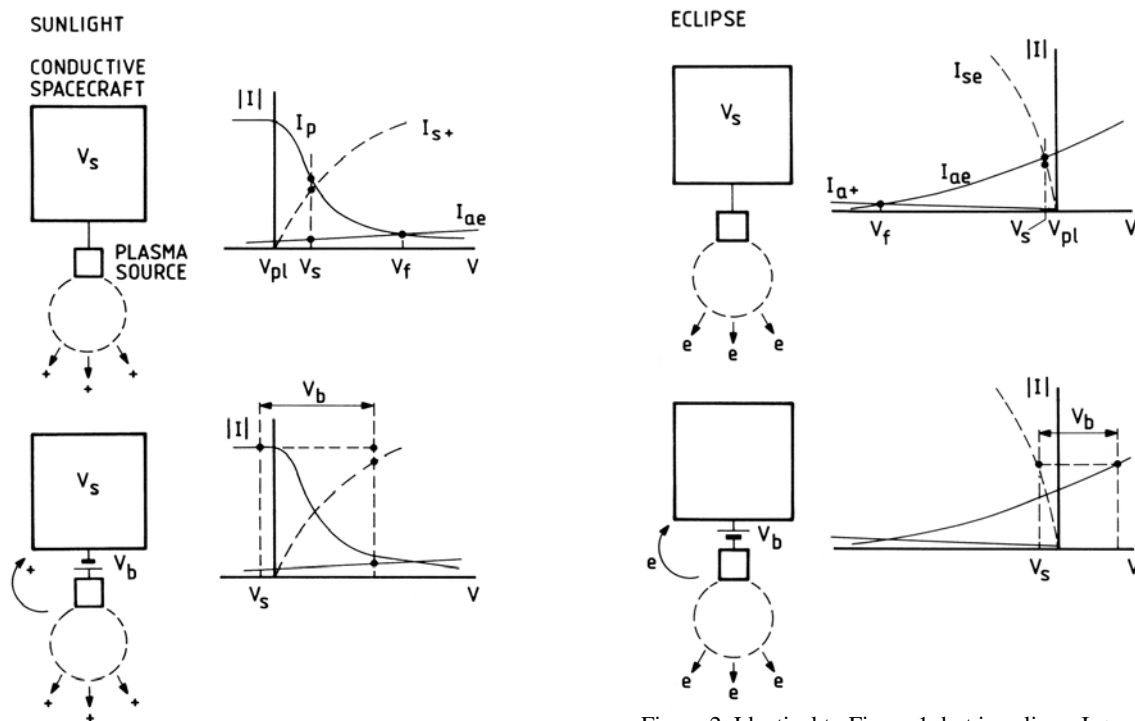 SUNLIGHT
CONDUCTIVE
SPACECRAFT
V_s
PLASMA
SOURCE
+ + +
|I|
I_p
I_s+
I_ae
V_pl V_s V_f V
V_s
V_b
+
+ + +
V_b
|I|
V_s V
ECLIPSE
V_s
e e e
|I|
I_se
I_a+
I_ae
V_f V_s V_pl V
V_b
e
e e e
|I|
V_b
V_s V